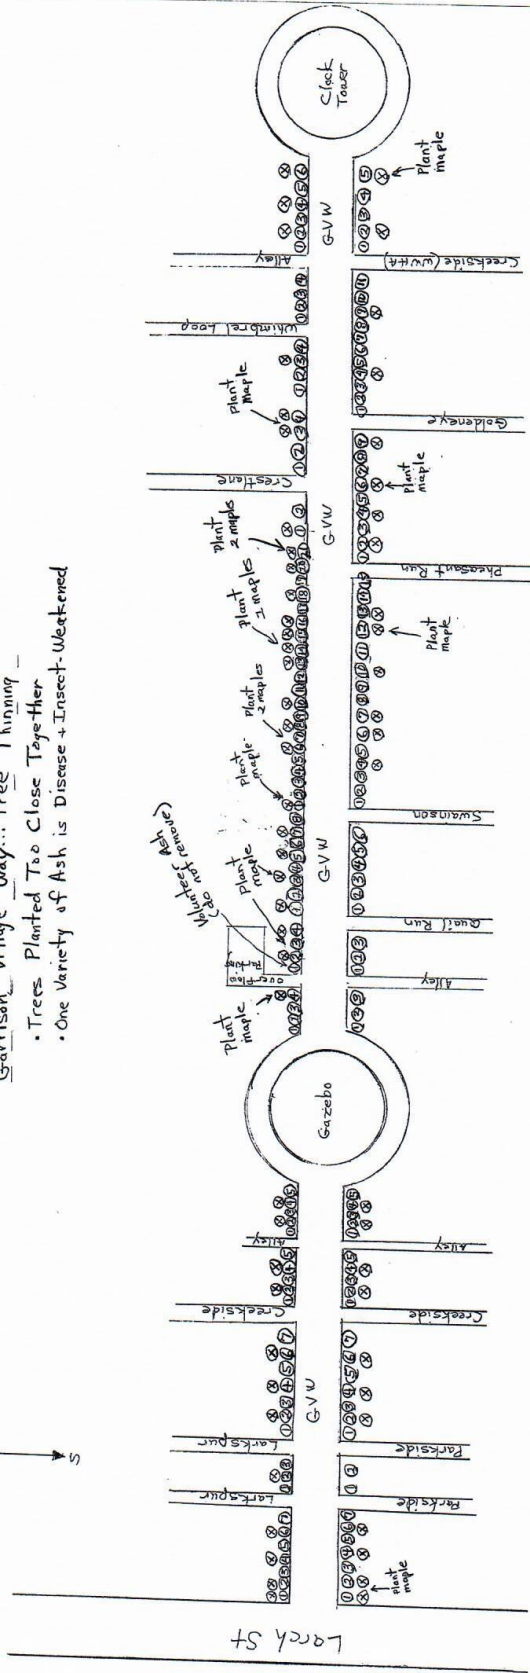 Garrison Village Way... Tree Thinning
• Trees Planted Too Close Together
• One Variety of Ash is Disease + Insect-Weakened
S
Larch St
Larkspur
Larkspur
Creekside
Alley
Gazebo
Plant maple
Overflow Parking
Volunteer Ash
(do not remove)
Plant maple
Plant maple
Plant 2 maples
Plant 2 maples
Plant 2 maples
Crestlane
Plant maple
Whimbrel Loop
Alley
Clock Tower
GVW
GVW
GVW
GVW
Parkside
Parkside
Creekside
Alley
Alley
Quail Run
Swainson
Pheasant Run
Goldeneye
Creekside (WWHA)
Plant maple
Plant maple
Plant maple
Plant maple